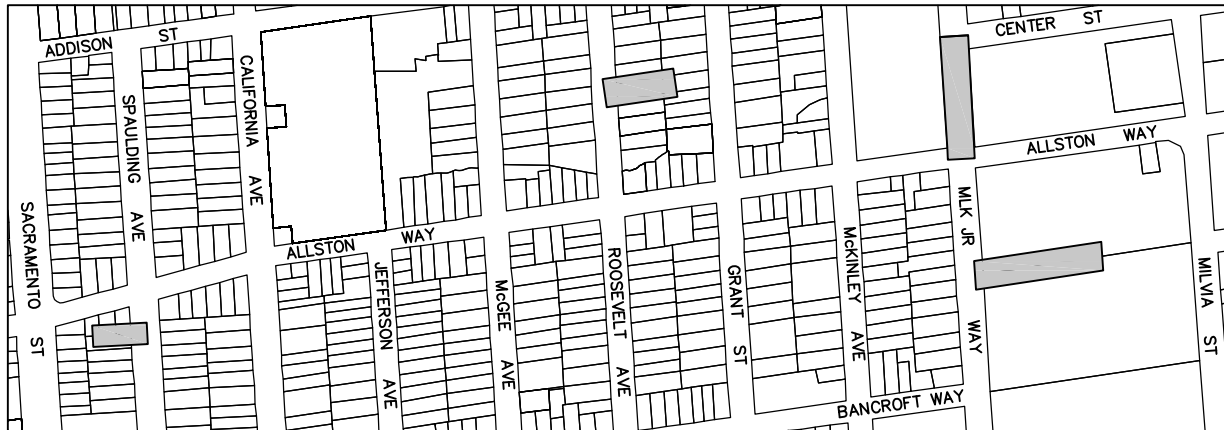 ADDISON ST
CENTER ST
SPAULDING AVE
CALIFORNIA AVE
ALLSTON WAY
SACRAMENTO ST
ALLSTON WAY
JEFFERSON AVE
McGEE AVE
ROOSEVELT AVE
GRANT ST
McKINLEY AVE
MLK JR WAY
MILVIA ST
BANCROFT WAY